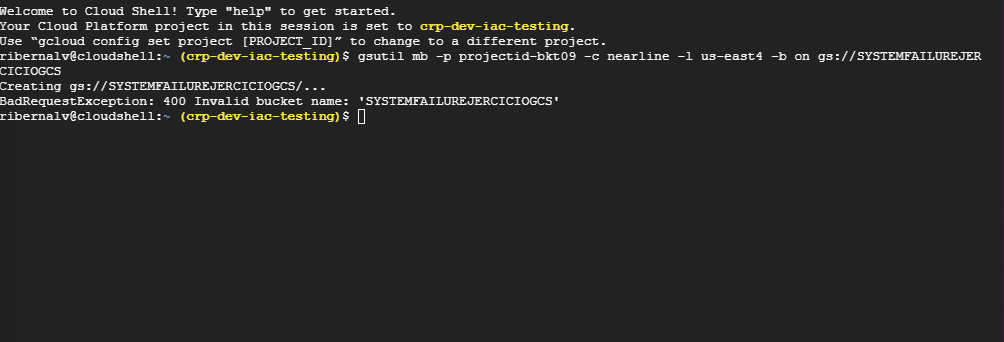 Welcome to Cloud Shell! Type "help" to get started.
Your Cloud Platform project in this session is set to crp-dev-iac-testing.
Use “gcloud config set project [PROJECT_ID]” to change to a different project.
ribernalv@cloudshell:~ (crp-dev-iac-testing)$ gsutil mb -p projectid-bkt09 -c nearline -l us-east4 -b on gs://SYSTEMFAILUREJER
CICIOGCS
Creating gs://SYSTEMFAILUREJERCICIOGCS/...
BadRequestException: 400 Invalid bucket name: 'SYSTEMFAILUREJERCICIOGCS'
ribernalv@cloudshell:~ (crp-dev-iac-testing)$